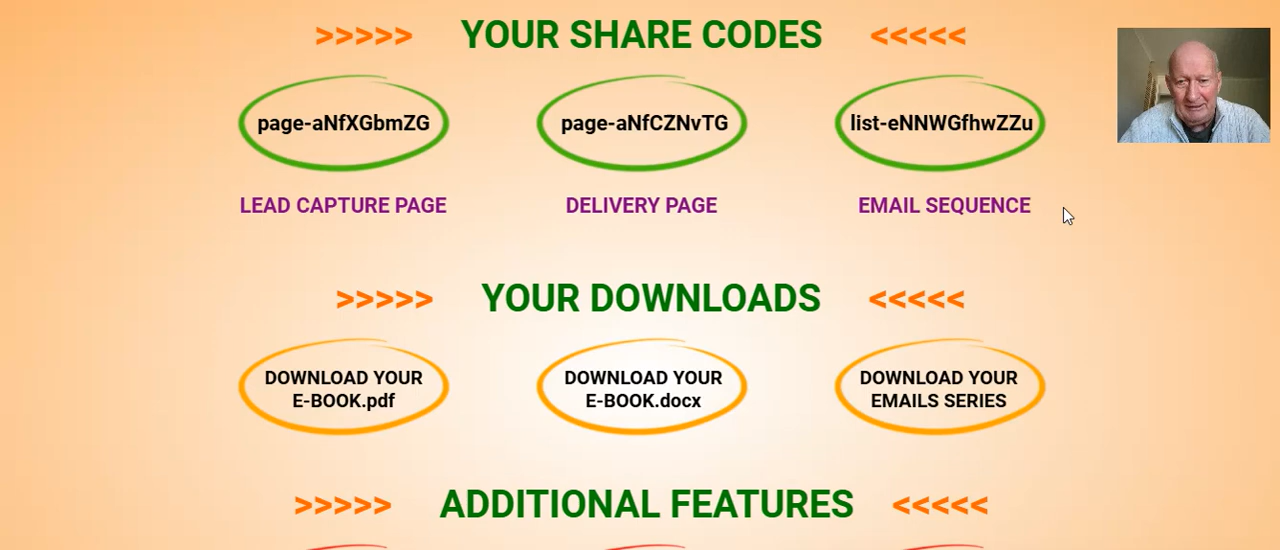 >>>>> YOUR SHARE CODES <<<<<
page-aNfXGbmZG page-aNfCZNvTG list-eNNWGfhwZZu
LEAD CAPTURE PAGE DELIVERY PAGE EMAIL SEQUENCE
>>>>> YOUR DOWNLOADS <<<<<
DOWNLOAD YOUR
E-BOOK.pdf
DOWNLOAD YOUR
E-BOOK.docx
DOWNLOAD YOUR
EMAILS SERIES
>>>>> ADDITIONAL FEATURES <<<<<